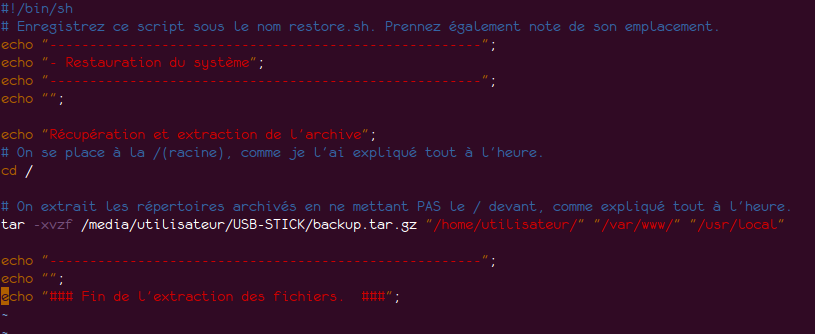 #!/bin/sh
# Enregistrez ce script sous le nom restore.sh. Prennez également note de son emplacement.
echo "-----------------------------------------------------";
echo "- Restauration du système";
echo "-----------------------------------------------------";
echo "";
echo "Récupération et extraction de l'archive";
# On se place à la /(racine), comme je l'ai expliqué tout à l'heure.
cd /
# On extrait les répertoires archivés en ne mettant PAS le / devant, comme expliqué tout à l'heure.
tar -xvzf /media/utilisateur/USB-STICK/backup.tar.gz "/home/utilisateur/" "/var/www/" "/usr/local"
echo "-----------------------------------------------------";
echo "";
echo "### Fin de l'extraction des fichiers.  ###";
~
~